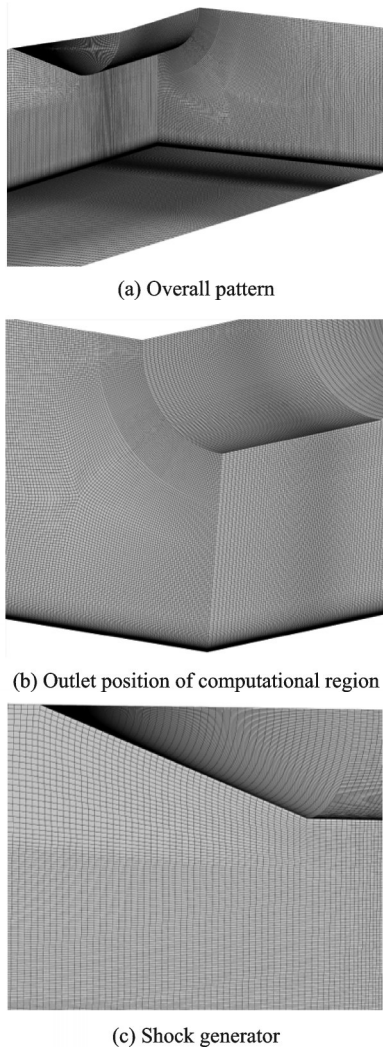 (a) Overall pattern
(b) Outlet position of computational region
(c) Shock generator